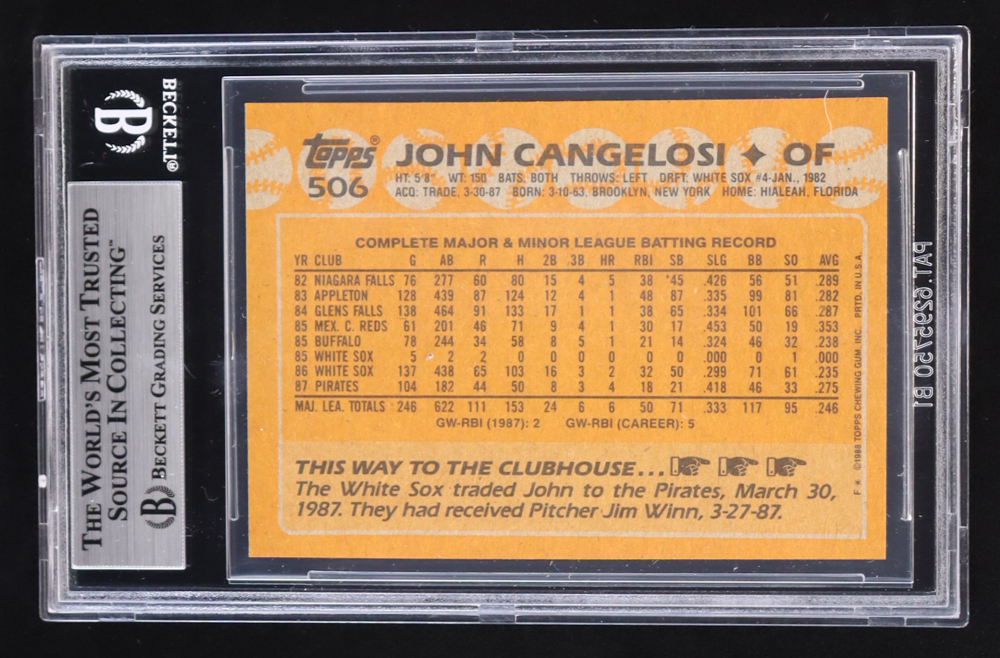 BECKETT®
B
THE WORLD'S MOST TRUSTED
SOURCE IN COLLECTING™
B BECKETT GRADING SERVICES
Topps®
506
JOHN CANGELOSI ✦ OF
HT: 5'8" WT: 150 BATS: BOTH THROWS: LEFT DRFT: WHITE SOX #4-JAN., 1982
ACQ: TRADE, 3-30-87 BORN: 3-10-63, BROOKLYN, NEW YORK HOME: HIALEAH, FLORIDA
COMPLETE MAJOR & MINOR LEAGUE BATTING RECORD
YR CLUB G AB R H 2B 3B HR RBI SB SLG BB SO AVG
82 NIAGARA FALLS 76 277 60 80 15 4 5 38 *45 .426 56 51 .289
83 APPLETON 128 439 87 124 12 4 1 48 87 .335 99 81 .282
84 GLENS FALLS 138 464 91 133 17 1 1 38 65 .334 101 66 .287
85 MEX. C. REDS 61 201 46 71 9 4 1 30 17 .453 50 19 .353
85 BUFFALO 78 244 34 58 8 5 1 21 14 .324 46 32 .238
85 WHITE SOX 5 2 2 0 0 0 0 0 0 .000 0 1 .000
86 WHITE SOX 137 438 65 103 16 3 2 32 50 .299 71 61 .235
87 PIRATES 104 182 44 50 8 3 4 18 21 .418 46 33 .275
MAJ. LEA. TOTALS 246 622 111 153 24 6 6 50 71 .333 117 95 .246
GW-RBI (1987): 2 GW-RBI (CAREER): 5
THIS WAY TO THE CLUBHOUSE...
The White Sox traded John to the Pirates, March 30,
1987. They had received Pitcher Jim Winn, 3-27-87.
F* ©1988 TOPPS CHEWING GUM, INC. PRTD. IN U.S.A.
PAT. 6295750 B1